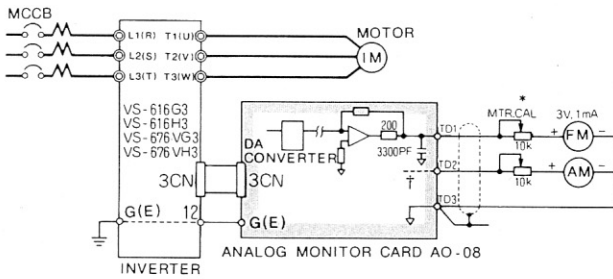 MCCB
L1(R) T1(U)
L2(S) T2(V)
L3(T) T3(W)
MOTOR
IM
VS-616G3
VS-616H3
VS-676VG3
VS-676VH3
3CN
3CN
G(E) 12
G(E)
INVERTER
DA
CONVERTER
200
3300PF
†
TD1
TD2
TD3
*
MTR.CAL
3V, 1mA
10k
+ FM -
10k
+ AM -
ANALOG MONITOR CARD AO-08